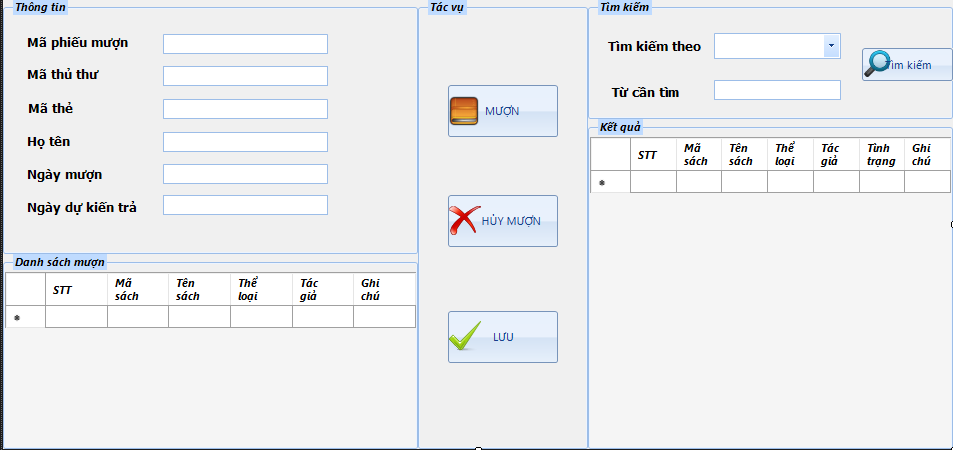 Thông tin
Mã phiếu mượn
Mã thủ thư
Mã thẻ
Họ tên
Ngày mượn
Ngày dự kiến trả
Danh sách mượn
STT Mã sách Tên sách Thể loại Tác giả Ghi chú
Tác vụ
MƯỢN
HỦY MƯỢN
LƯU
Tìm kiếm
Tìm kiếm theo
Từ cần tìm
Tìm kiếm
Kết quả
STT Mã sách Tên sách Thể loại Tác giả Tình trạng Ghi chú